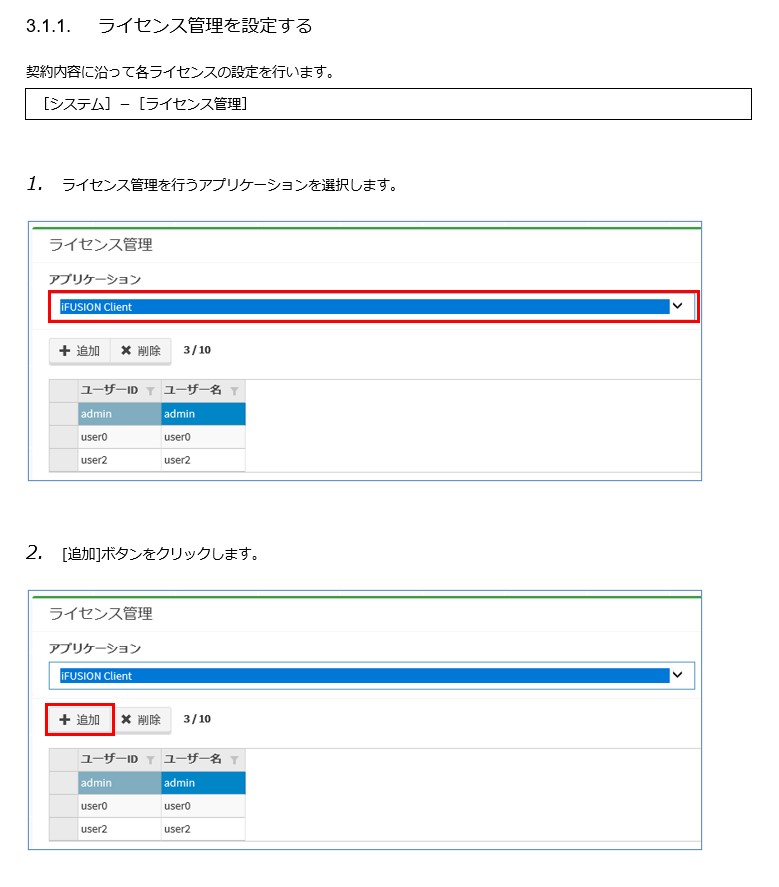 3.1.1. ライセンス管理を設定する
契約内容に沿って各ライセンスの設定を行います。
［システム］－［ライセンス管理］
1. ライセンス管理を行うアプリケーションを選択します。
ライセンス管理
アプリケーション
iFUSION Client
追加 削除 3/10
ユーザーID ユーザー名
admin admin
user0 user0
user2 user2
2. [追加]ボタンをクリックします。
ライセンス管理
アプリケーション
iFUSION Client
追加 削除 3/10
ユーザーID ユーザー名
admin admin
user0 user0
user2 user2